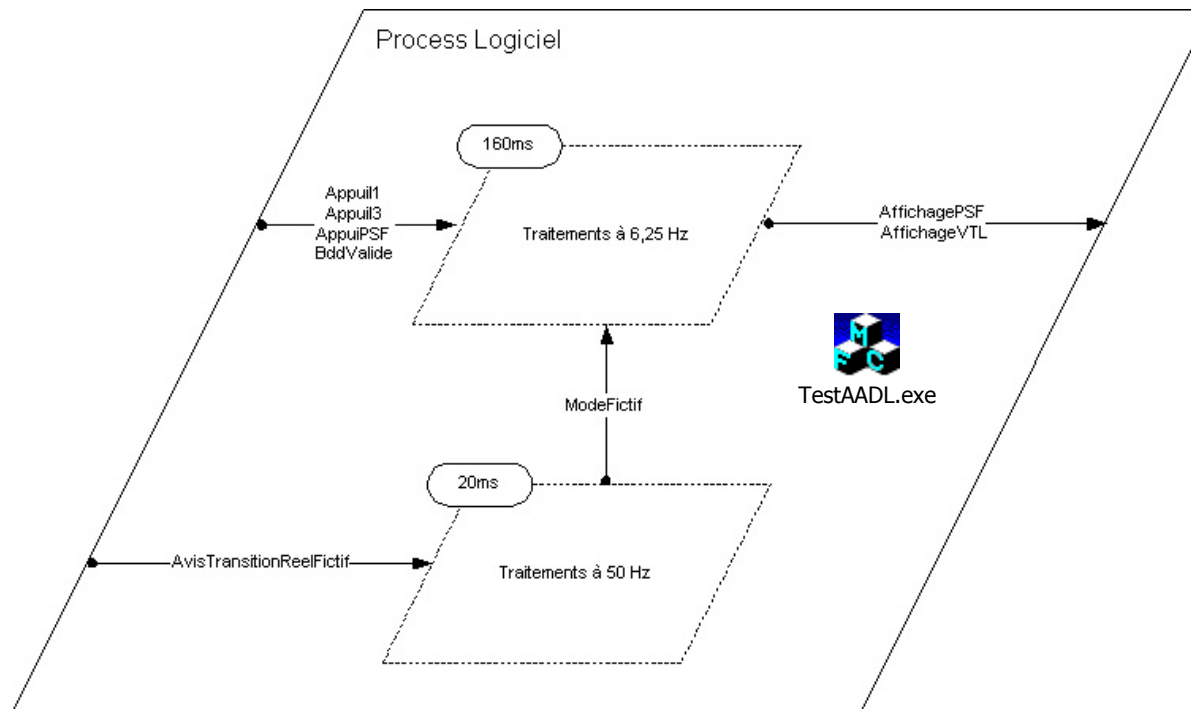 Process Logiciel
160ms
Appuil1
Appuil3
AppuiPSF
BddValide
Traitements à 6,25 Hz
AffichagePSF
AffichageVTL
M
F C
TestAADL.exe
ModeFictif
20ms
AvisTransitionReelFictif
Traitements à 50 Hz